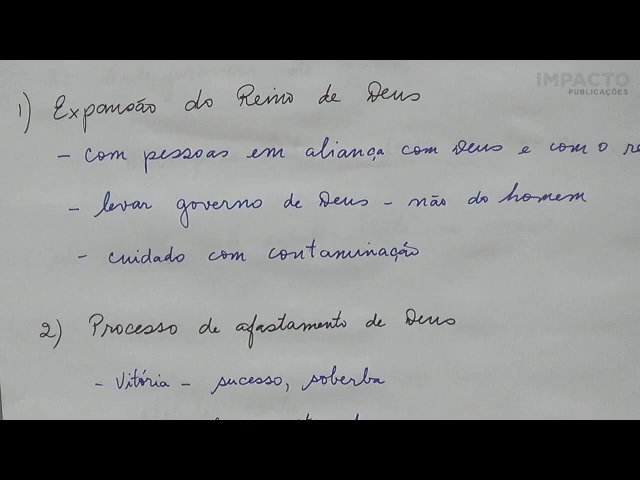 IMPACTO
PUBLICAÇÕES
1) Expansão do Reino de Deus
- com pessoas em aliança com Deus e com o re
- levar governo de Deus - não do homem
- cuidado com contaminação
2) Processo de afastamento de Deus
- Vitória - sucesso, soberba